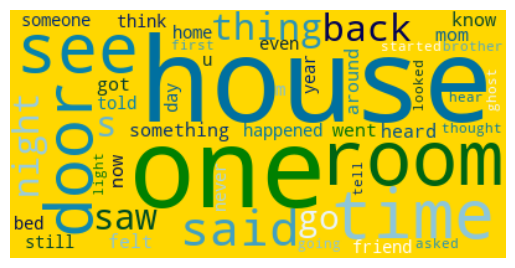 someone
think
home
thing
back
know
mom
first
see
even
started
brother
u
year
house
around
looked
hear
ghost
got
told
day
m
door
night
s
something
happened
went
heard
thought
one
room
light
now
never
tell
bed
saw
said
go
time
still
felt
going
friend
asked